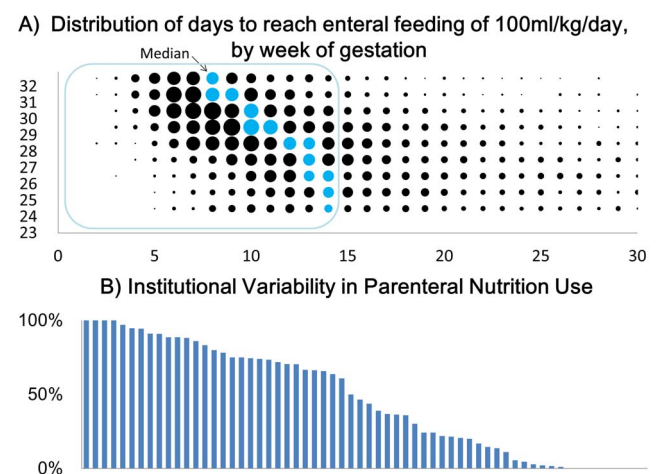 A) Distribution of days to reach enteral feeding of 100ml/kg/day,
by week of gestation
Median
32
31
30
29
28
27
26
25
24
23
0 5 10 15 20 25 30
B) Institutional Variability in Parenteral Nutrition Use
100%
50%
0%